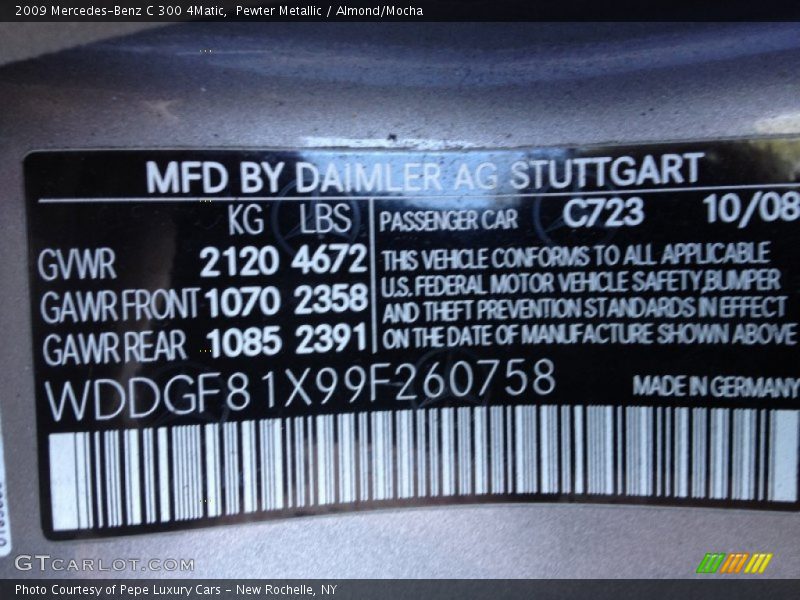 2009 Mercedes-Benz C 300 4Matic,  Pewter Metallic / Almond/Mocha
MFD BY DAIMLER AG STUTTGART
KG LBS PASSENGER CAR C723 10/08
GVWR 2120 4672
GAWR FRONT 1070 2358
GAWR REAR 1085 2391
THIS VEHICLE CONFORMS TO ALL APPLICABLE
U.S. FEDERAL MOTOR VEHICLE SAFETY, BUMPER
AND THEFT PREVENTION STANDARDS IN EFFECT
ON THE DATE OF MANUFACTURE SHOWN ABOVE
WDDGF81X99F260758 MADE IN GERMANY
GTCARLOT.COM
Photo Courtesy of Pepe Luxury Cars - New Rochelle, NY